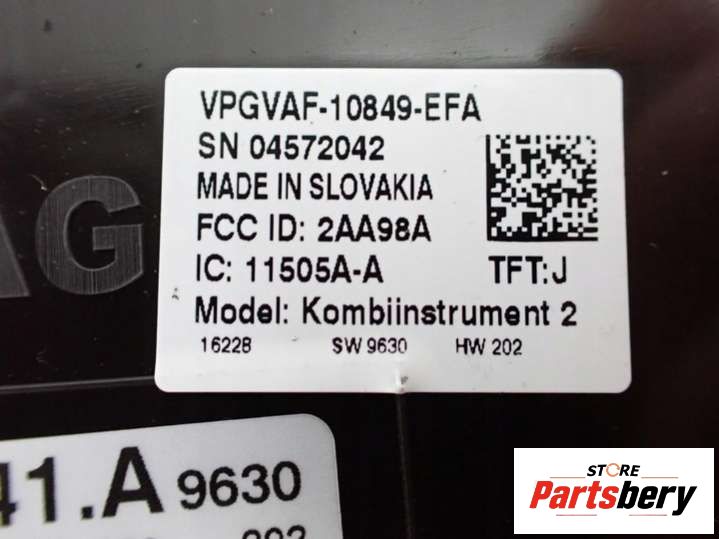 VPGVAF-10849-EFA
SN 04572042
MADE IN SLOVAKIA
FCC ID: 2AA98A
IC: 11505A-A TFT:J
Model: Kombiinstrument 2
16228 SW 9630 HW 202
AG
41.A 9630
STORE
Partsbery